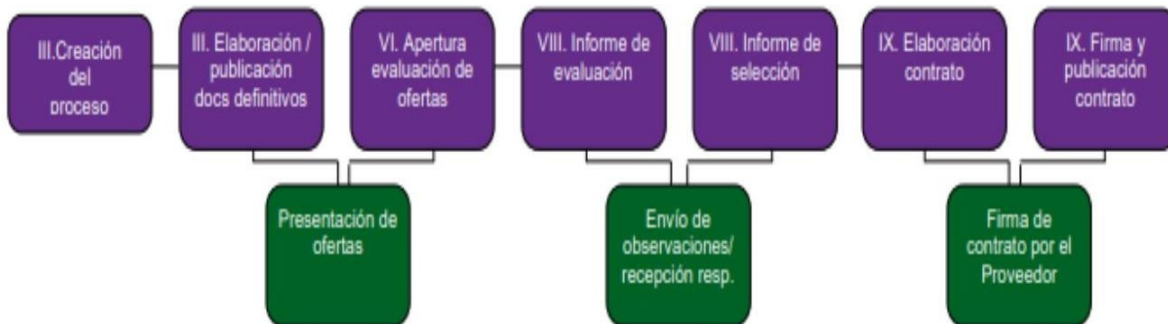 III.Creación
del
proceso
III. Elaboración /
publicación
docs definitivos
VI. Apertura
evaluación de
ofertas
VIII. Informe de
evaluación
VIII. Informe de
selección
IX. Elaboración
contrato
IX. Firma y
publicación
contrato
Presentación de
ofertas
Envío de
observaciones/
recepción resp.
Firma de
contrato por el
Proveedor